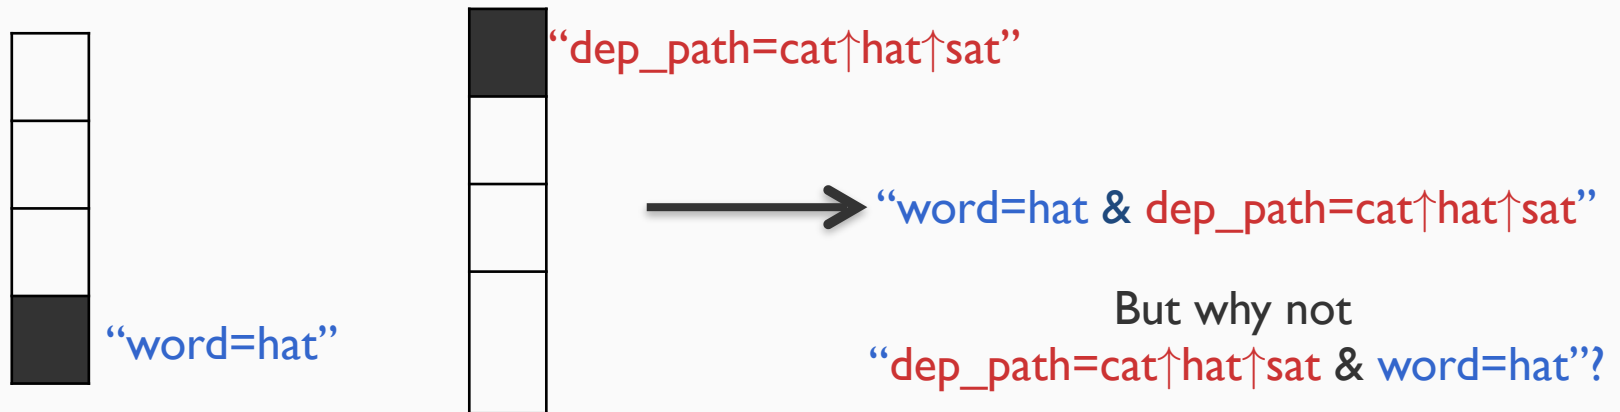 “dep_path=cat↑hat↑sat”
“word=hat & dep_path=cat↑hat↑sat”
“word=hat”
But why not
“dep_path=cat↑hat↑sat & word=hat”?